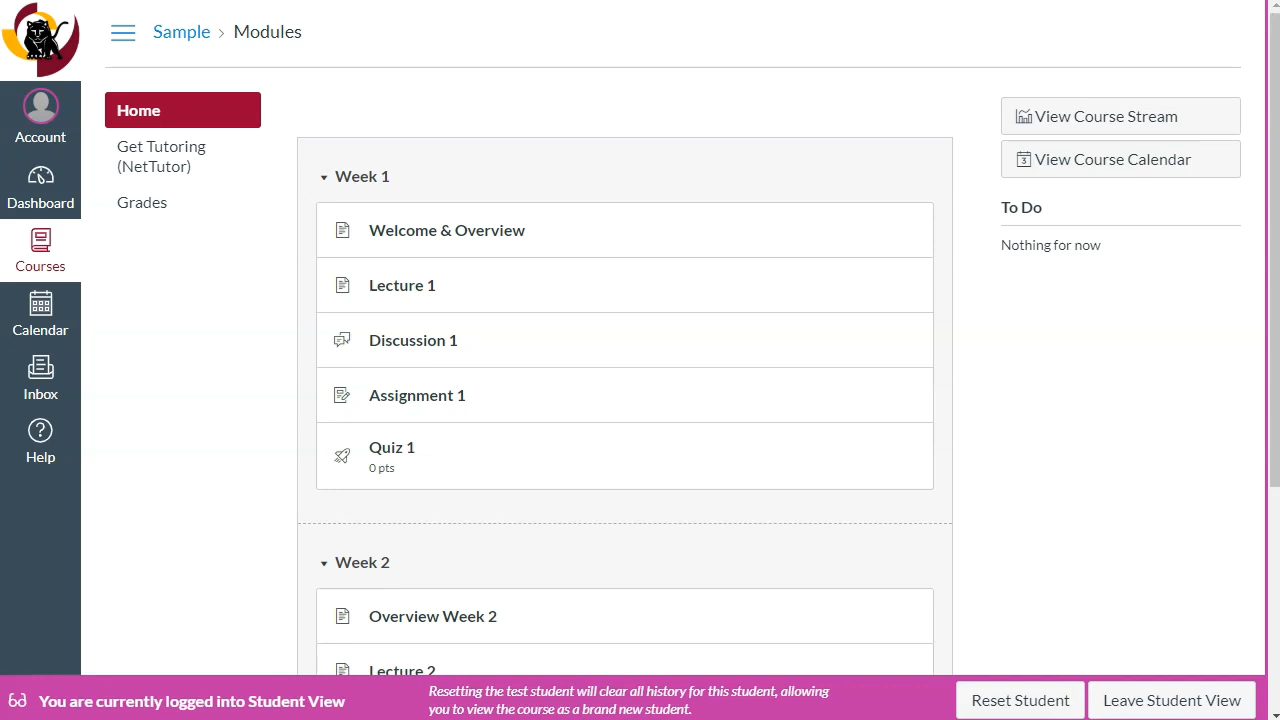 Sample › Modules
Account
Dashboard
Courses
Calendar
Inbox
Help
Home
Get Tutoring
(NetTutor)
Grades
Week 1
Welcome & Overview
Lecture 1
Discussion 1
Assignment 1
Quiz 1
0 pts
Week 2
Overview Week 2
Lecture 2
View Course Stream
3 View Course Calendar
To Do
Nothing for now
You are currently logged into Student View
Resetting the test student will clear all history for this student, allowing
you to view the course as a brand new student.
Reset Student
Leave Student View